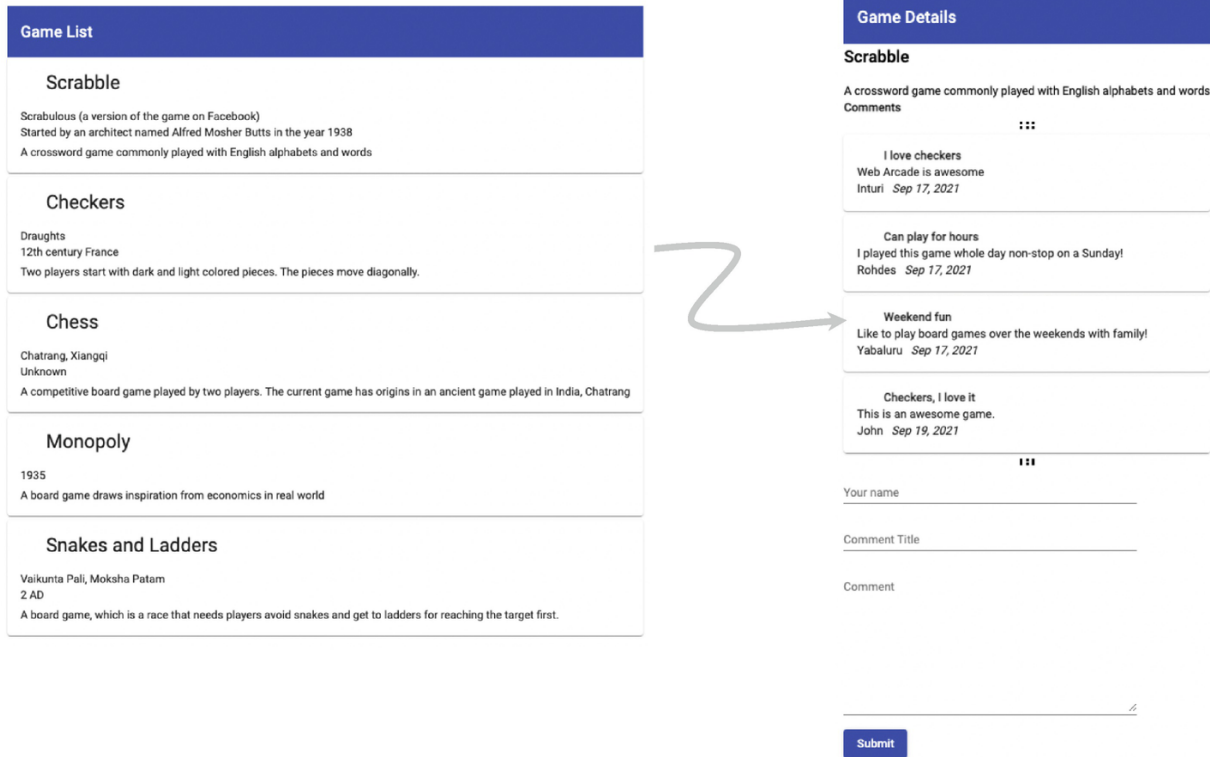 Game List
Scrabble
Scrabulous (a version of the game on Facebook)
Started by an architect named Alfred Mosher Butts in the year 1938
A crossword game commonly played with English alphabets and words
Checkers
Draughts
12th century France
Two players start with dark and light colored pieces. The pieces move diagonally.
Chess
Chatrang, Xiangqi
Unknown
A competitive board game played by two players. The current game has origins in an ancient game played in India, Chatrang
Monopoly
1935
A board game draws inspiration from economics in real world
Snakes and Ladders
Vaikunta Pali, Moksha Patam
2 AD
A board game, which is a race that needs players avoid snakes and get to ladders for reaching the target first.
Game Details
Scrabble
A crossword game commonly played with English alphabets and words
Comments
I love checkers
Web Arcade is awesome
Inturi Sep 17, 2021
Can play for hours
I played this game whole day non-stop on a Sunday!
Rohdes Sep 17, 2021
Weekend fun
Like to play board games over the weekends with family!
Yabaluru Sep 17, 2021
Checkers, I love it
This is an awesome game.
John Sep 19, 2021
Your name
Comment Title
Comment
Submit